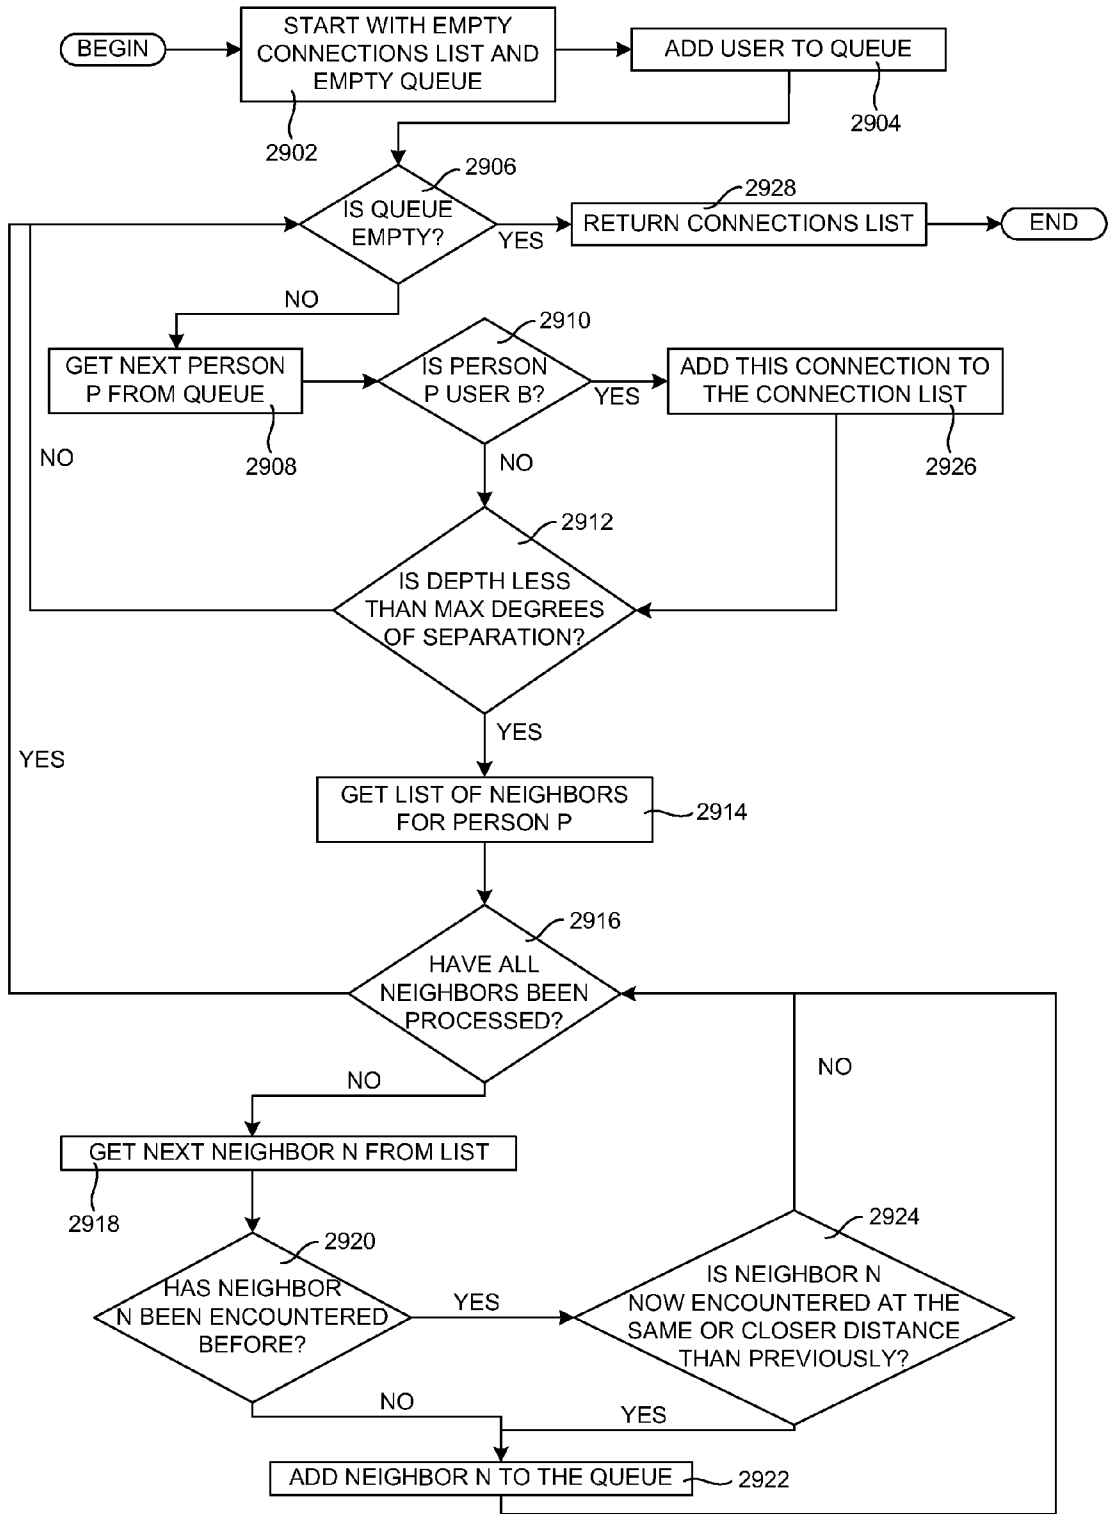 BEGIN
START WITH EMPTY
CONNECTIONS LIST AND
EMPTY QUEUE
2902
ADD USER TO QUEUE
2904
2906
IS QUEUE
EMPTY?
YES
2928
RETURN CONNECTIONS LIST
END
NO
GET NEXT PERSON
P FROM QUEUE
2908
2910
IS PERSON
P USER B?
YES
ADD THIS CONNECTION TO
THE CONNECTION LIST
2926
NO
NO
2912
IS DEPTH LESS
THAN MAX DEGREES
OF SEPARATION?
YES
YES
GET LIST OF NEIGHBORS
FOR PERSON P
2914
2916
HAVE ALL
NEIGHBORS BEEN
PROCESSED?
NO
NO
GET NEXT NEIGHBOR N FROM LIST
2918
2920
HAS NEIGHBOR
N BEEN ENCOUNTERED
BEFORE?
YES
2924
IS NEIGHBOR N
NOW ENCOUNTERED AT THE
SAME OR CLOSER DISTANCE
THAN PREVIOUSLY?
NO
YES
ADD NEIGHBOR N TO THE QUEUE
2922